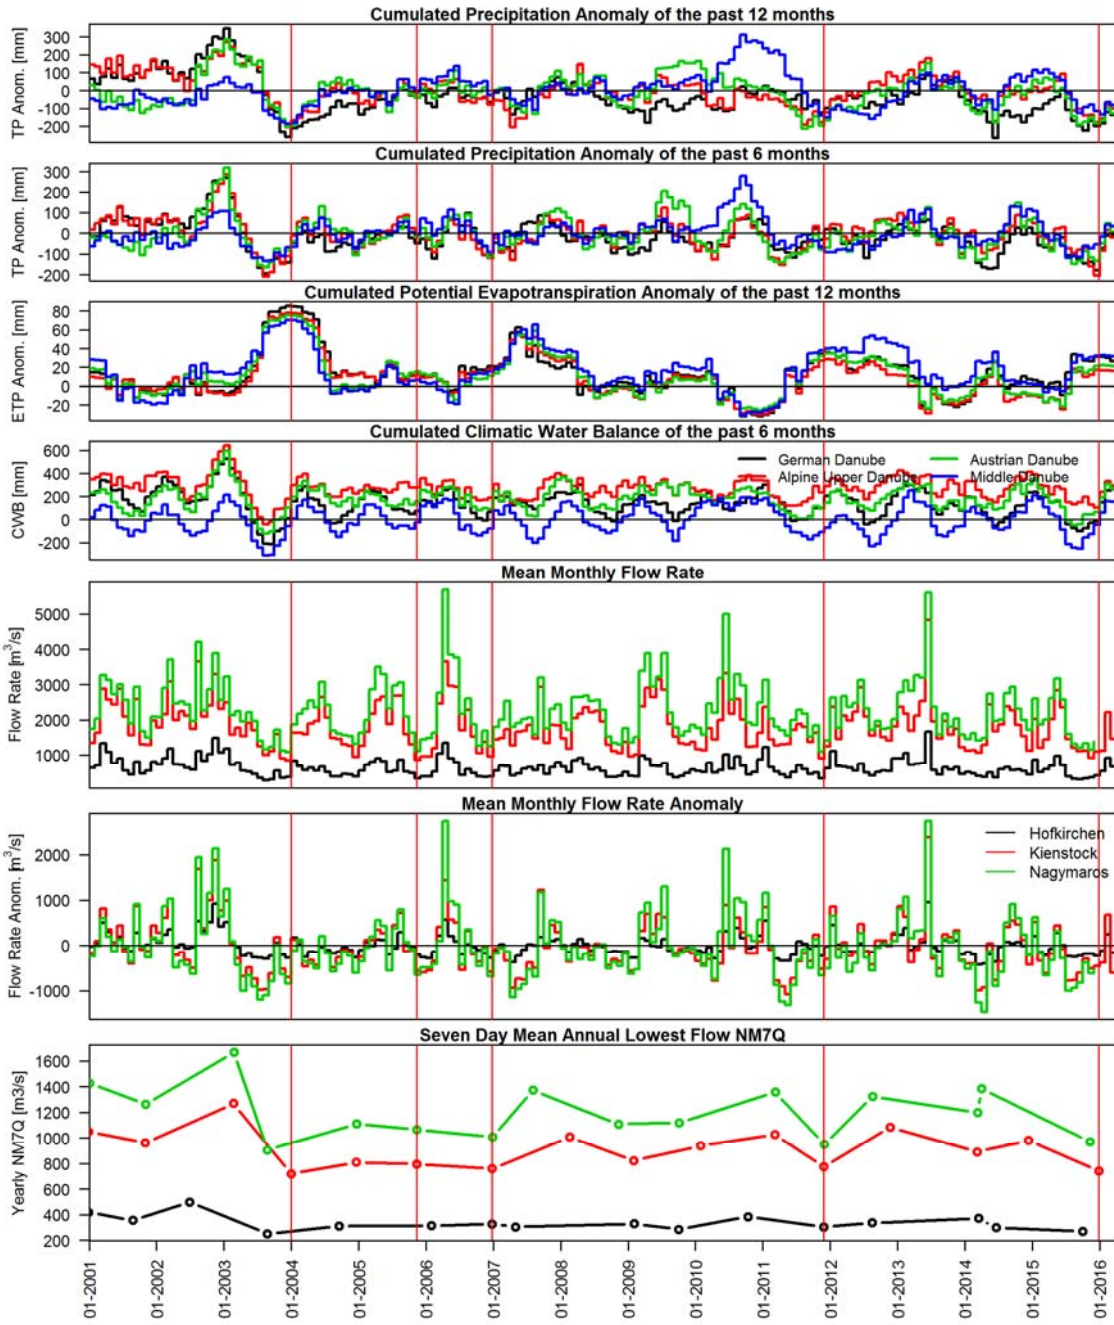 Cumulated Precipitation Anomaly of the past 12 months
TP Anom. [mm]
300
200
100
0
-200
Cumulated Precipitation Anomaly of the past 6 months
TP Anom. [mm]
300
100
0
-100
-200
Cumulated Potential Evapotranspiration Anomaly of the past 12 months
ETP Anom. [mm]
80
60
40
20
0
-20
Cumulated Climatic Water Balance of the past 6 months
CWB [mm]
600
400
200
0
-200
German Danube
Alpine Upper Danube
Austrian Danube
Middle Danube
Mean Monthly Flow Rate
Flow Rate [m³/s]
5000
4000
3000
2000
1000
Mean Monthly Flow Rate Anomaly
Flow Rate Anom. [m³/s]
2000
1000
0
-1000
Hofkirchen
Kienstock
Nagymaros
Seven Day Mean Annual Lowest Flow NM7Q
Yearly NM7Q [m3/s]
1600
1400
1200
1000
800
600
400
200
01-2001
01-2002
01-2003
01-2004
01-2005
01-2006
01-2007
01-2008
01-2009
01-2010
01-2011
01-2012
01-2013
01-2014
01-2015
01-2016